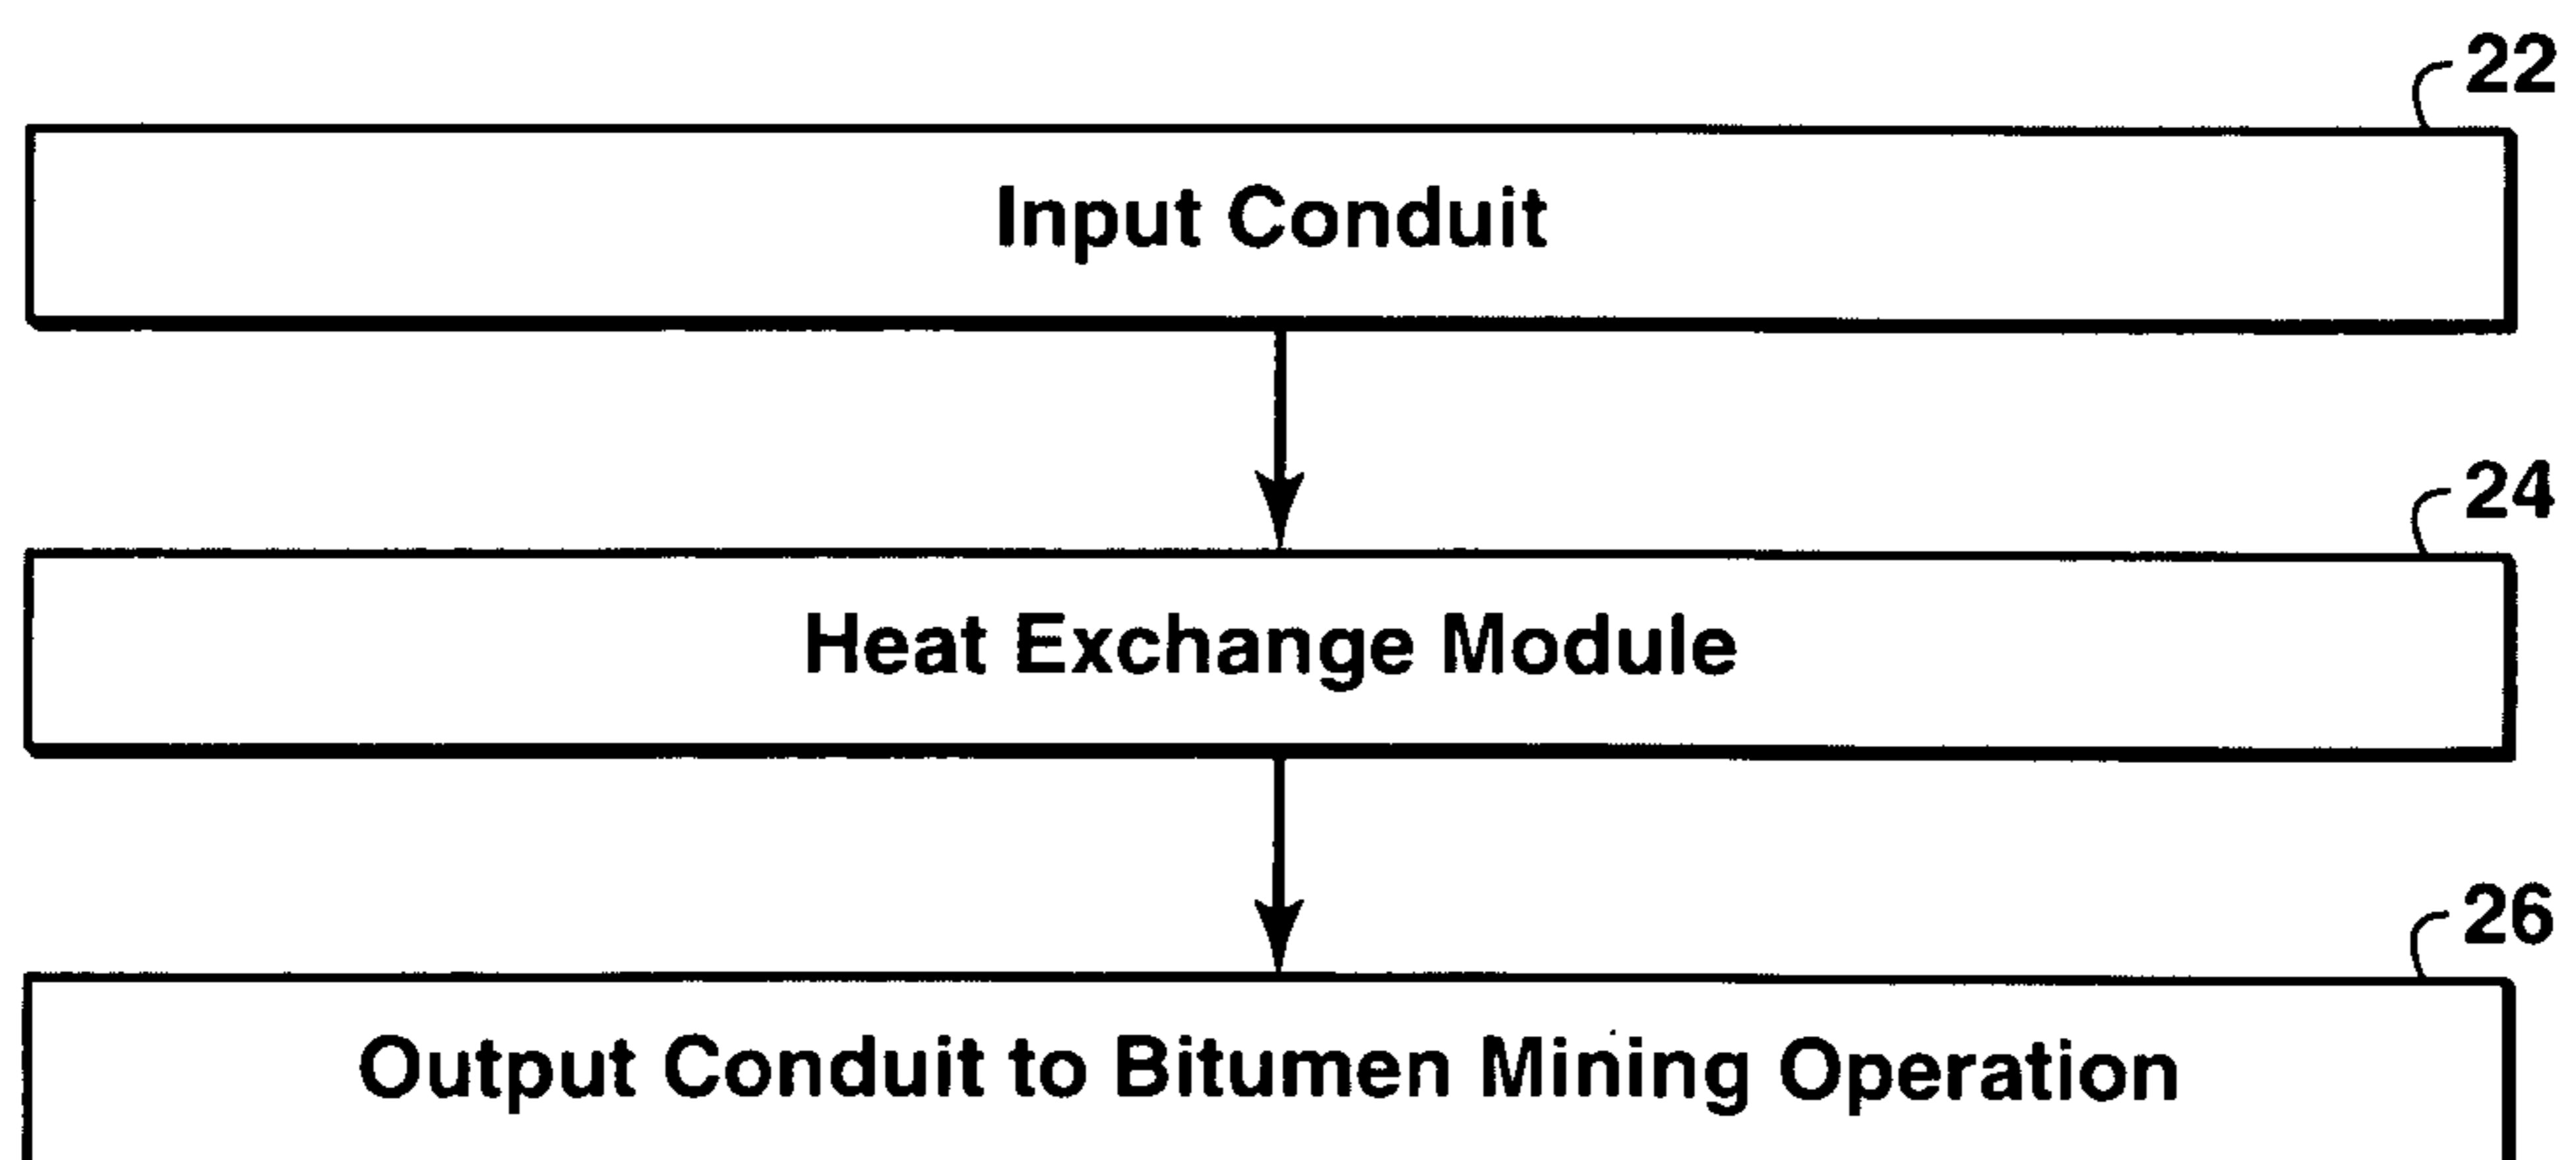 22
Input Conduit
24
Heat Exchange Module
26
Output Conduit to Bitumen Mining Operation